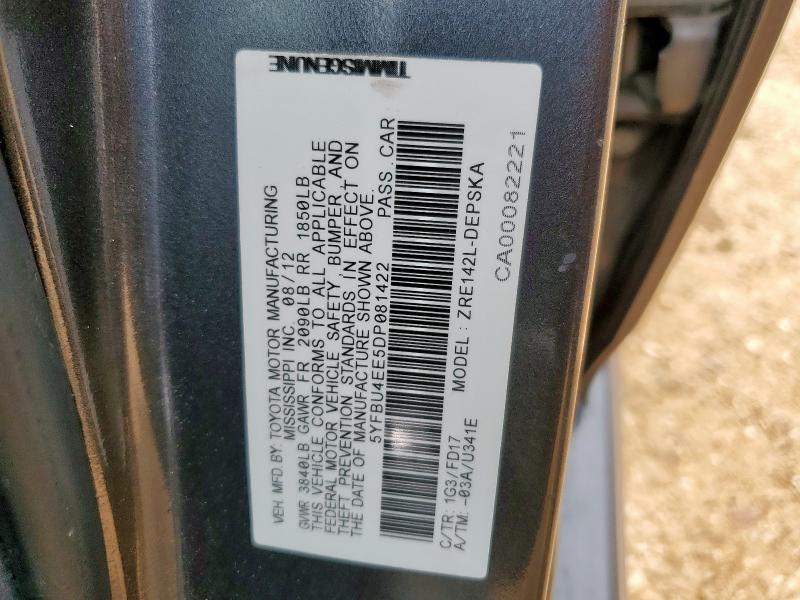 TIMMSCGENUINE
VEH. MFD. BY: TOYOTA MOTOR MANUFACTURING
MISSISSIPPI INC. 08/12
GVWR 3840LB GAWR FR 2090LB RR 1850LB
THIS VEHICLE CONFORMS TO ALL APPLICABLE
FEDERAL MOTOR VEHICLE SAFETY, BUMPER, AND
THEFT PREVENTION STANDARDS IN EFFECT ON
THE DATE OF MANUFACTURE SHOWN ABOVE.
5YFBU4EE5DP081422 PASS.CAR
C/TR: 1G3/FD17 MODEL : ZRE142L-DEPSKA
A/TM: -03A/U341E
CA00082221